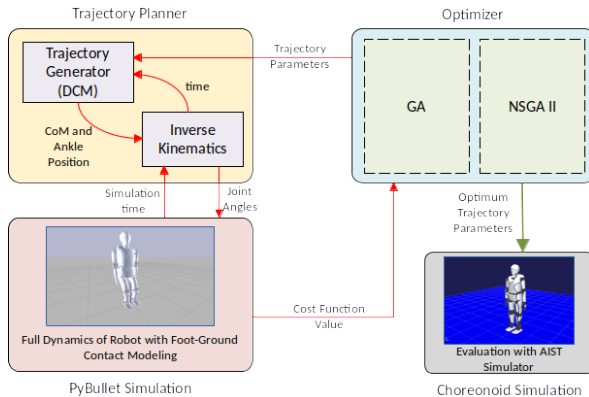 Trajectory Planner
Optimizer
Trajectory
Generator
(DCM)
time
CoM and
Ankle
Position
Inverse
Kinematics
Trajectory
Parameters
GA
NSGA II
Simulation
time
Joint
Angles
Optimum
Trajectory
Parameters
Full Dynamics of Robot with Foot-Ground
Contact Modeling
Cost Function
Value
Evaluation with AIST
Simulator
PyBullet Simulation
Choreonoid Simulation